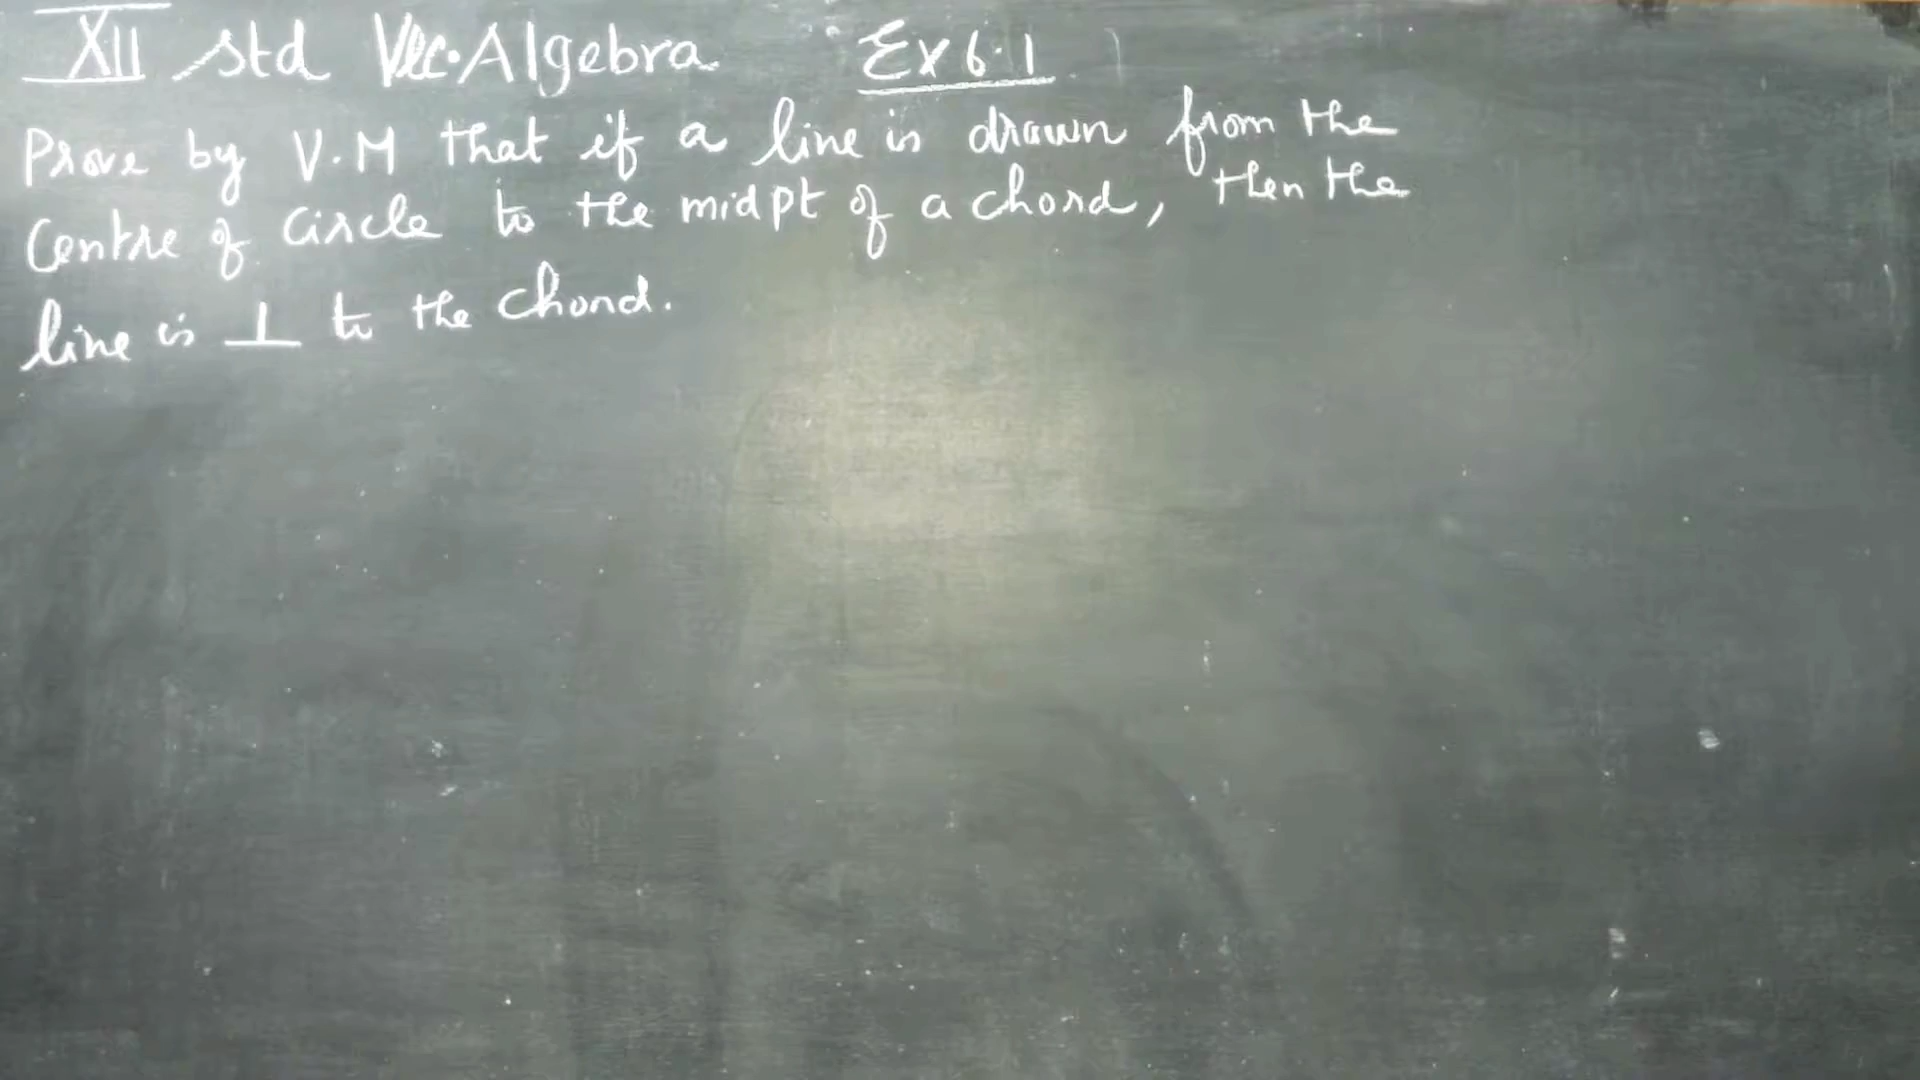 XII std Vec. Algebra Ex 6.1
Prove by V.M that if a line is drawn from the
Centre of Circle to the midpt of a chord, then the
line is ⊥ to the chord.